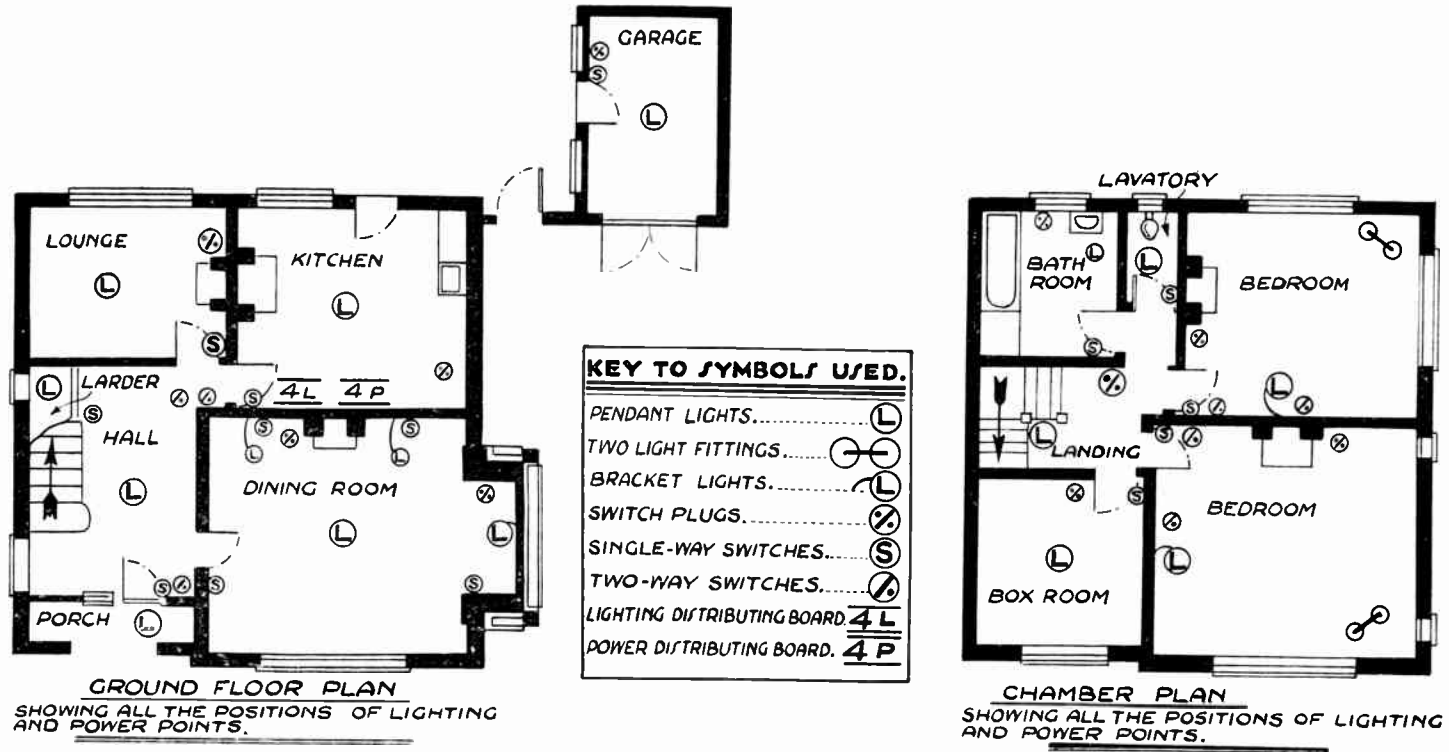 GARAGE
S
L
LOUNGE
L
S
KITCHEN
L
4L 4P
S
LARDER
L
S
HALL
L
DINING ROOM
S
L
S
L
L
L
S
S
S
PORCH
L
GROUND FLOOR PLAN
SHOWING ALL THE POSITIONS OF LIGHTING
AND POWER POINTS.
KEY TO SYMBOLS USED.
PENDANT LIGHTS.......... L
TWO LIGHT FITTINGS.....
BRACKET LIGHTS.......... L
SWITCH PLUGS...............
SINGLE-WAY SWITCHES..... S
TWO-WAY SWITCHES.....
LIGHTING DISTRIBUTING BOARD. 4 L
POWER DISTRIBUTING BOARD. 4 P
LAVATORY
L
S
BATH
ROOM
L
S
BEDROOM
L
S
LANDING
L
S
BEDROOM
L
S
BOX ROOM
L
CHAMBER PLAN
SHOWING ALL THE POSITIONS OF LIGHTING
AND POWER POINTS.